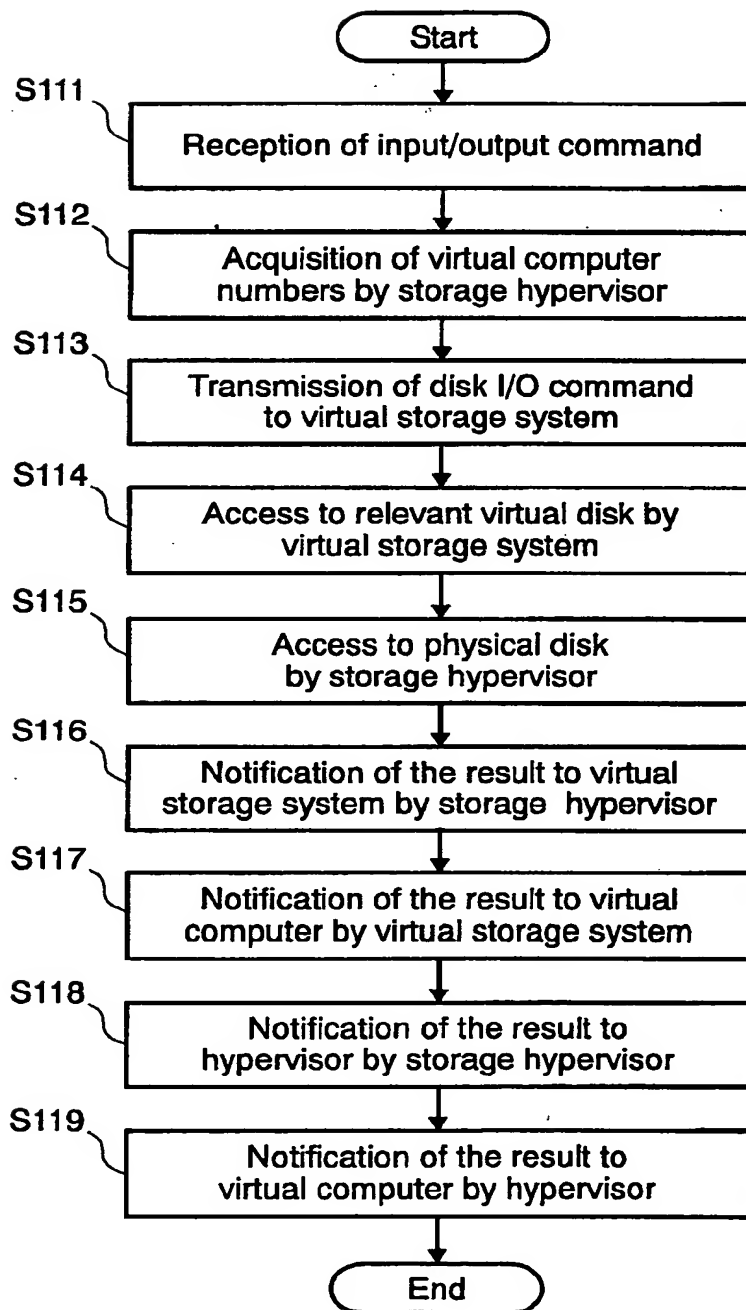 Start
S111
Reception of input/output command
S112
Acquisition of virtual computer
numbers by storage hypervisor
S113
Transmission of disk I/O command
to virtual storage system
S114
Access to relevant virtual disk by
virtual storage system
S115
Access to physical disk
by storage hypervisor
S116
Notification of the result to virtual
storage system by storage hypervisor
S117
Notification of the result to virtual
computer by virtual storage system
S118
Notification of the result to
hypervisor by storage hypervisor
S119
Notification of the result to
virtual computer by hypervisor
End